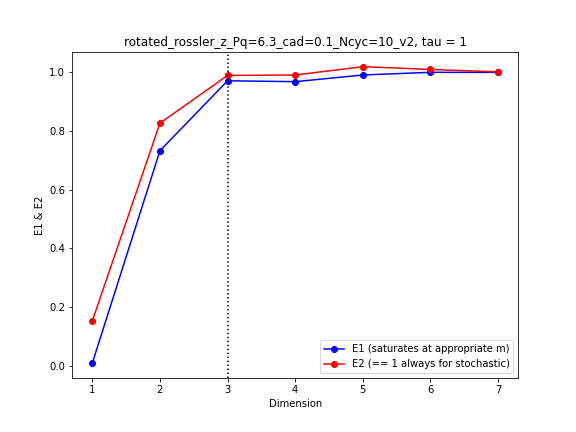 rotated_rossler_z_Pq=6.3_cad=0.1_Ncyc=10_v2, tau = 1
1.0
0.8
0.6
0.4
0.2
0.0
E1 & E2
E1 (saturates at appropriate m)
E2 (== 1 always for stochastic)
1 2 3 4 5 6 7
Dimension